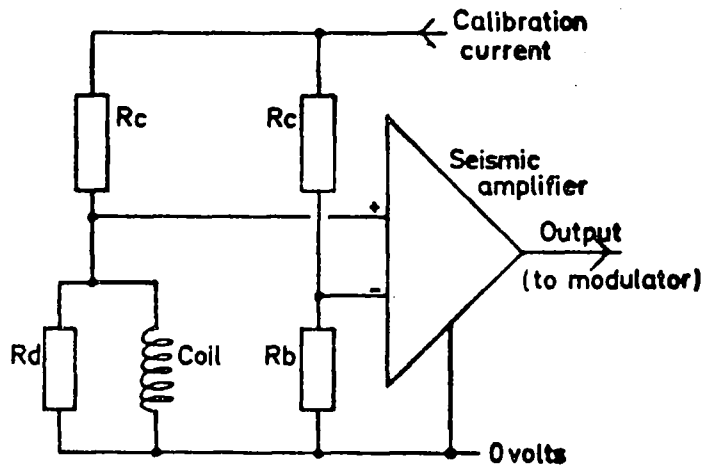 Calibration
current
Rc
Rc
Seismic
amplifier
+
Output
(to modulator)
-
Rd
Coil
Rb
0 volts